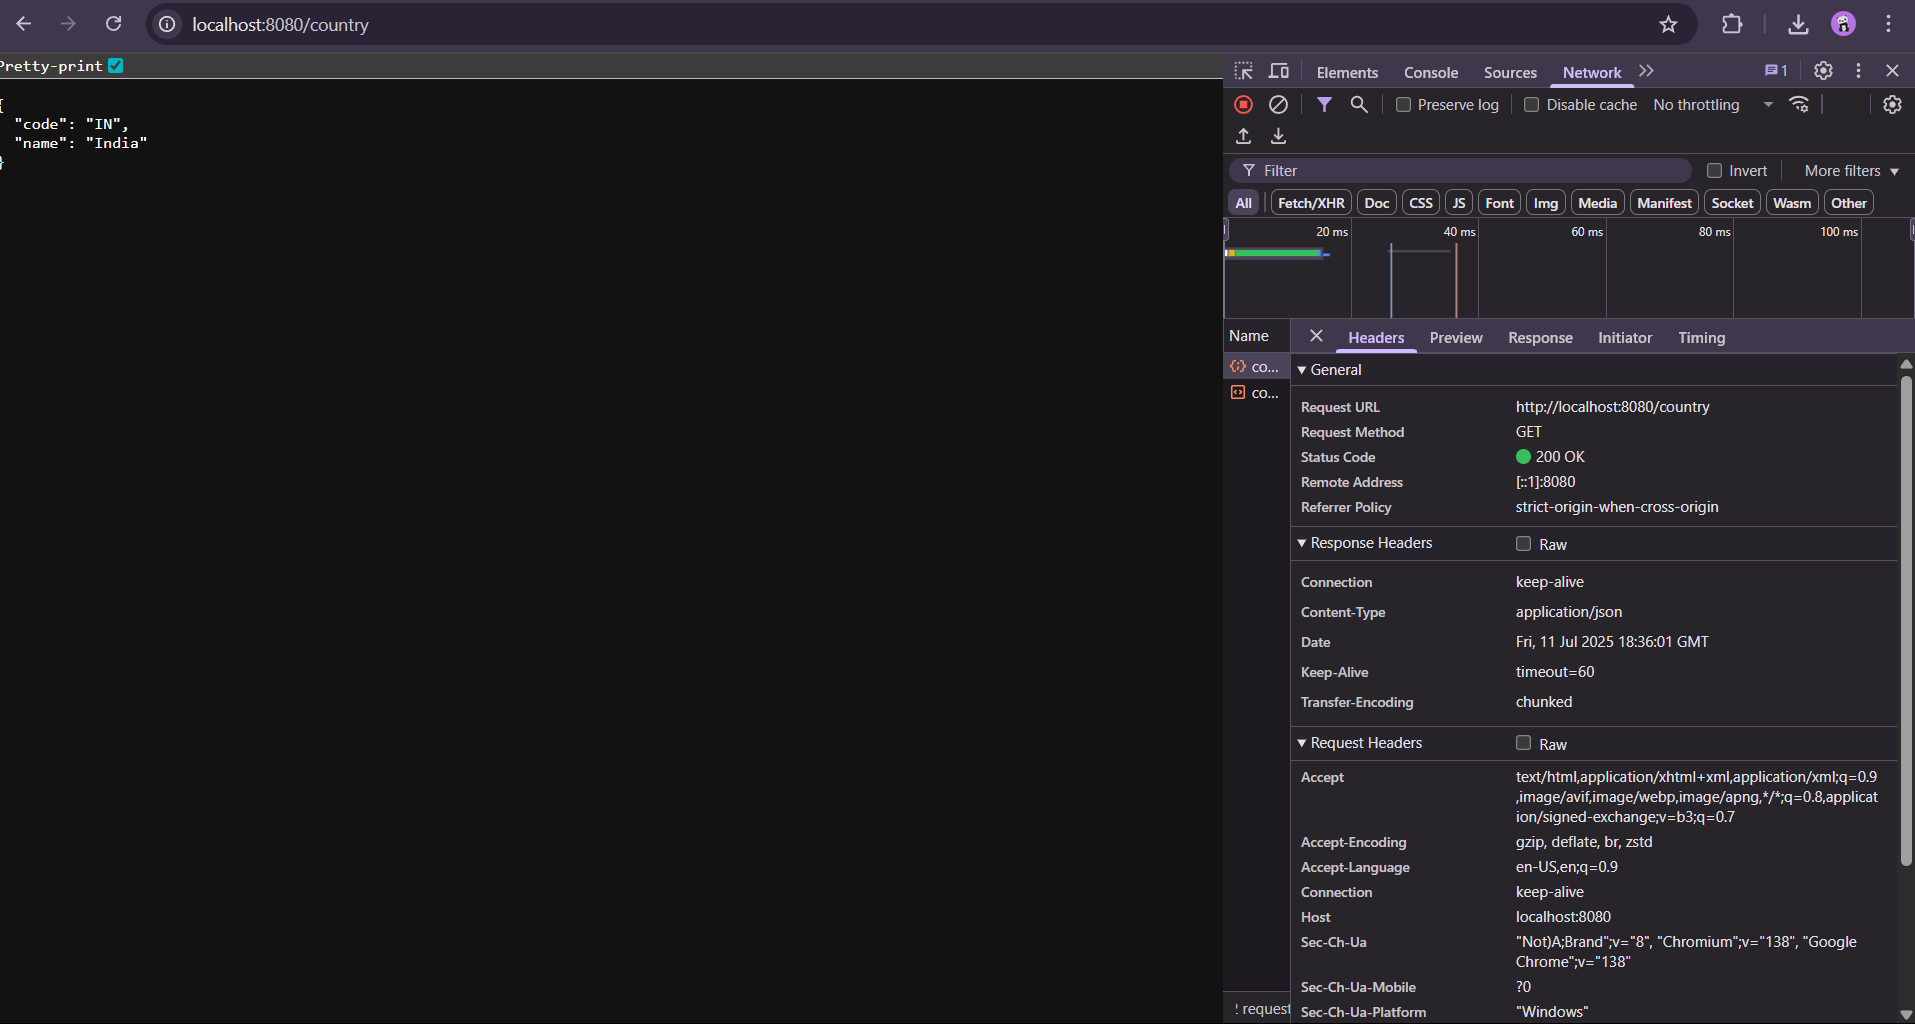 localhost:8080/country
Pretty-print
{
"code": "IN",
"name": "India"
}
Elements Console Sources Network 1
Preserve log Disable cache No throttling
Filter Invert More filters
All Fetch/XHR Doc CSS JS Font Img Media Manifest Socket Wasm Other
20 ms 40 ms 60 ms 80 ms 100 ms
Name Headers Preview Response Initiator Timing
co...
co...
General
Request URL http://localhost:8080/country
Request Method GET
Status Code 200 OK
Remote Address [::1]:8080
Referrer Policy strict-origin-when-cross-origin
Response Headers Raw
Connection keep-alive
Content-Type application/json
Date Fri, 11 Jul 2025 18:36:01 GMT
Keep-Alive timeout=60
Transfer-Encoding chunked
Request Headers Raw
Accept text/html,application/xhtml+xml,application/xml;q=0.9
,image/avif,image/webp,image/apng,*/*;q=0.8,applicat
ion/signed-exchange;v=b3;q=0.7
Accept-Encoding gzip, deflate, br, zstd
Accept-Language en-US,en;q=0.9
Connection keep-alive
Host localhost:8080
Sec-Ch-Ua "Not)A;Brand";v="8", "Chromium";v="138", "Google
Chrome";v="138"
Sec-Ch-Ua-Mobile ?0
Sec-Ch-Ua-Platform "Windows"
2 request